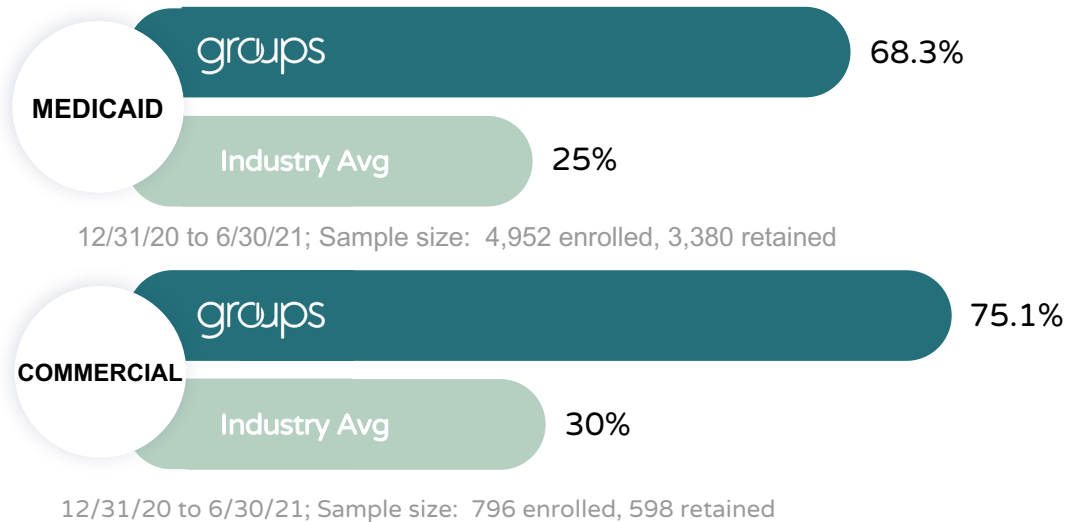 groups
68.3%
MEDICAID
Industry Avg
25%
12/31/20 to 6/30/21; Sample size: 4,952 enrolled, 3,380 retained
groups
75.1%
COMMERCIAL
Industry Avg
30%
12/31/20 to 6/30/21; Sample size: 796 enrolled, 598 retained